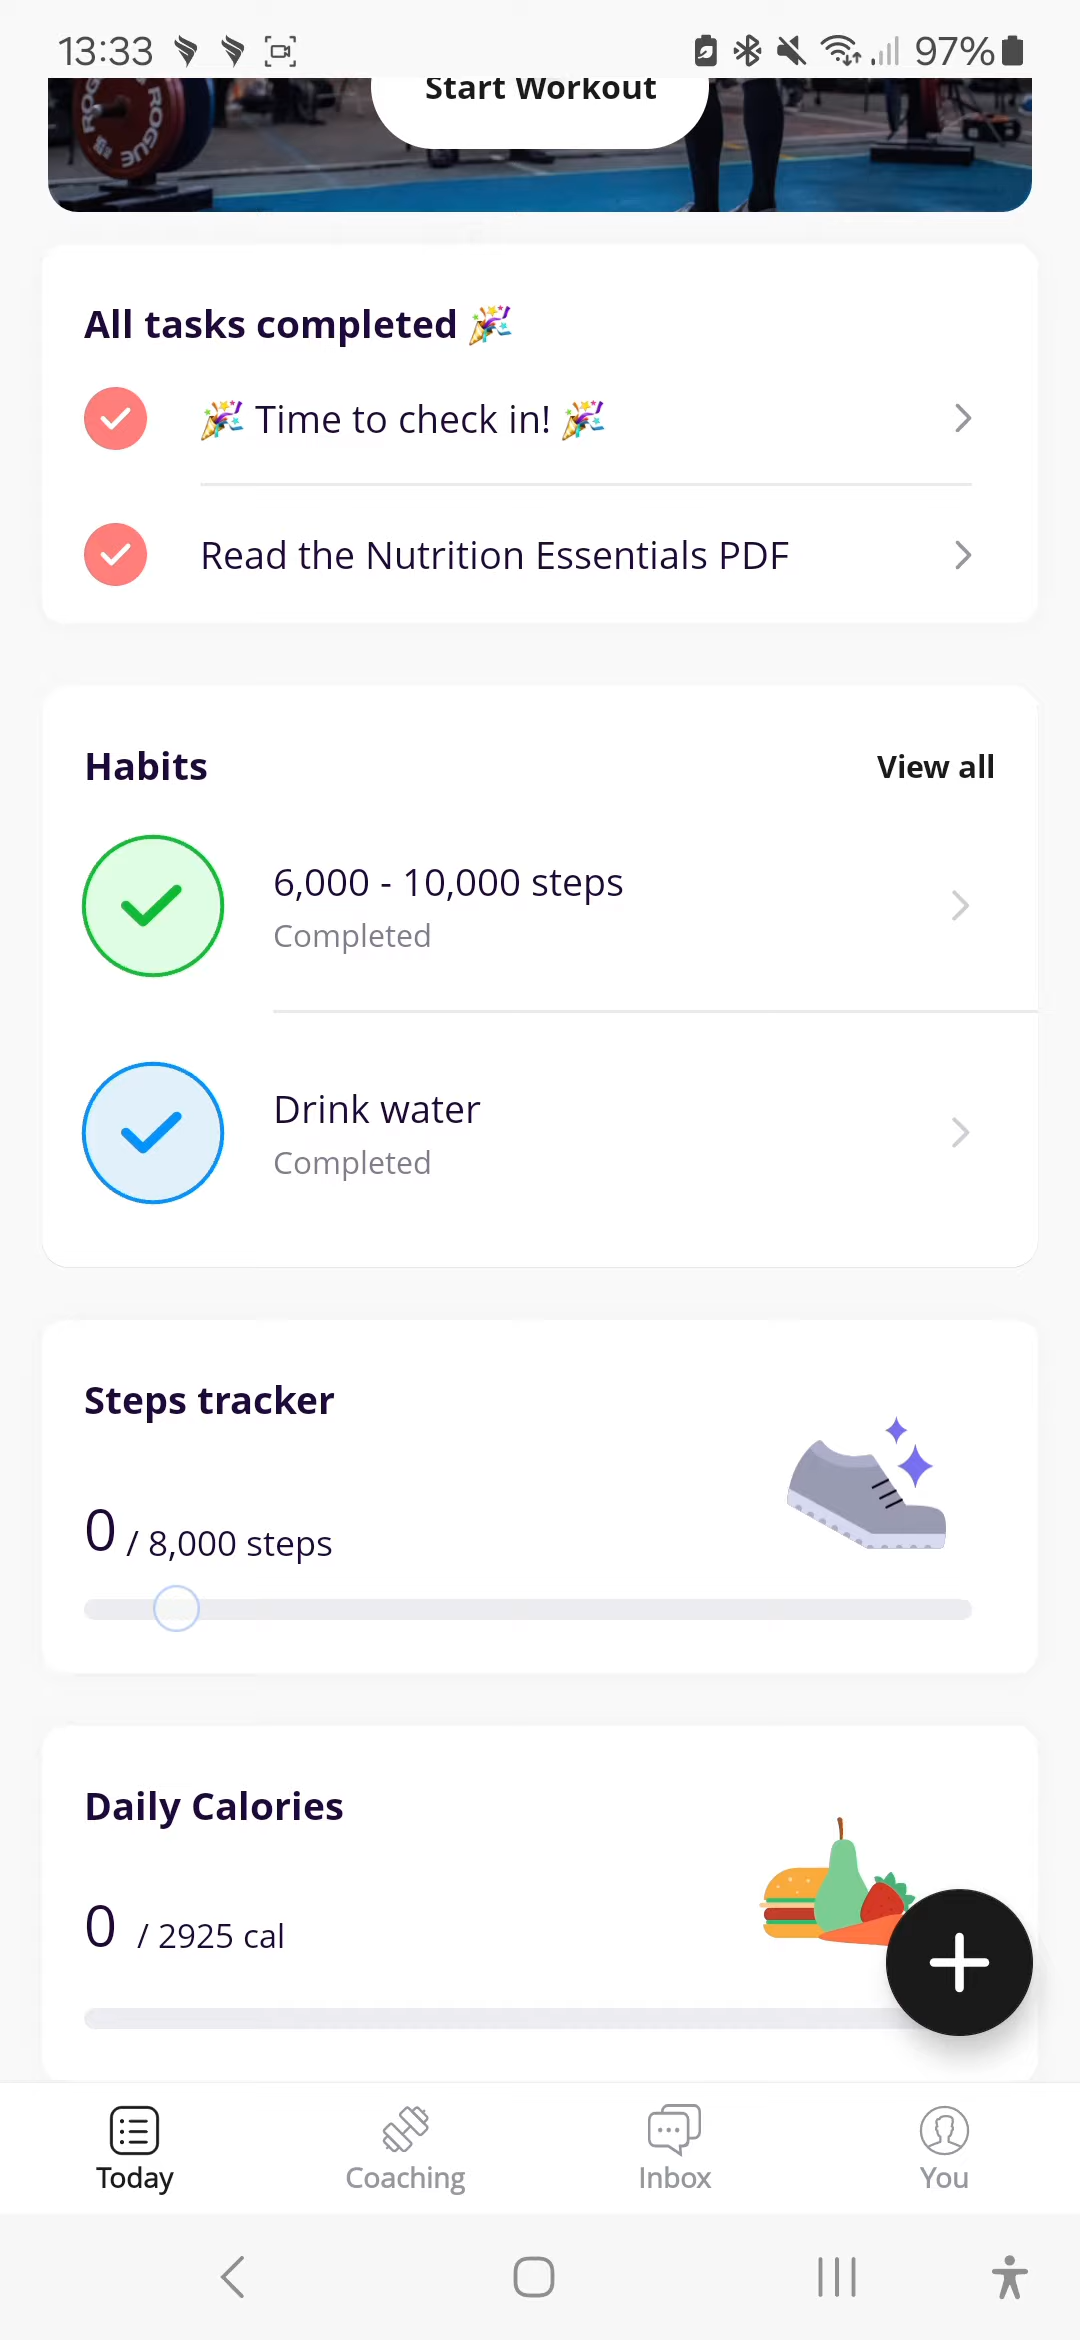 13:33
97%
ROGUE
ROGUE
Start Workout
All tasks completed 🎉
🎉 Time to check in! 🎉
Read the Nutrition Essentials PDF
Habits
View all
6,000 - 10,000 steps
Completed
Drink water
Completed
Steps tracker
0 / 8,000 steps
Daily Calories
0 / 2925 cal
Today
Coaching
Inbox
You